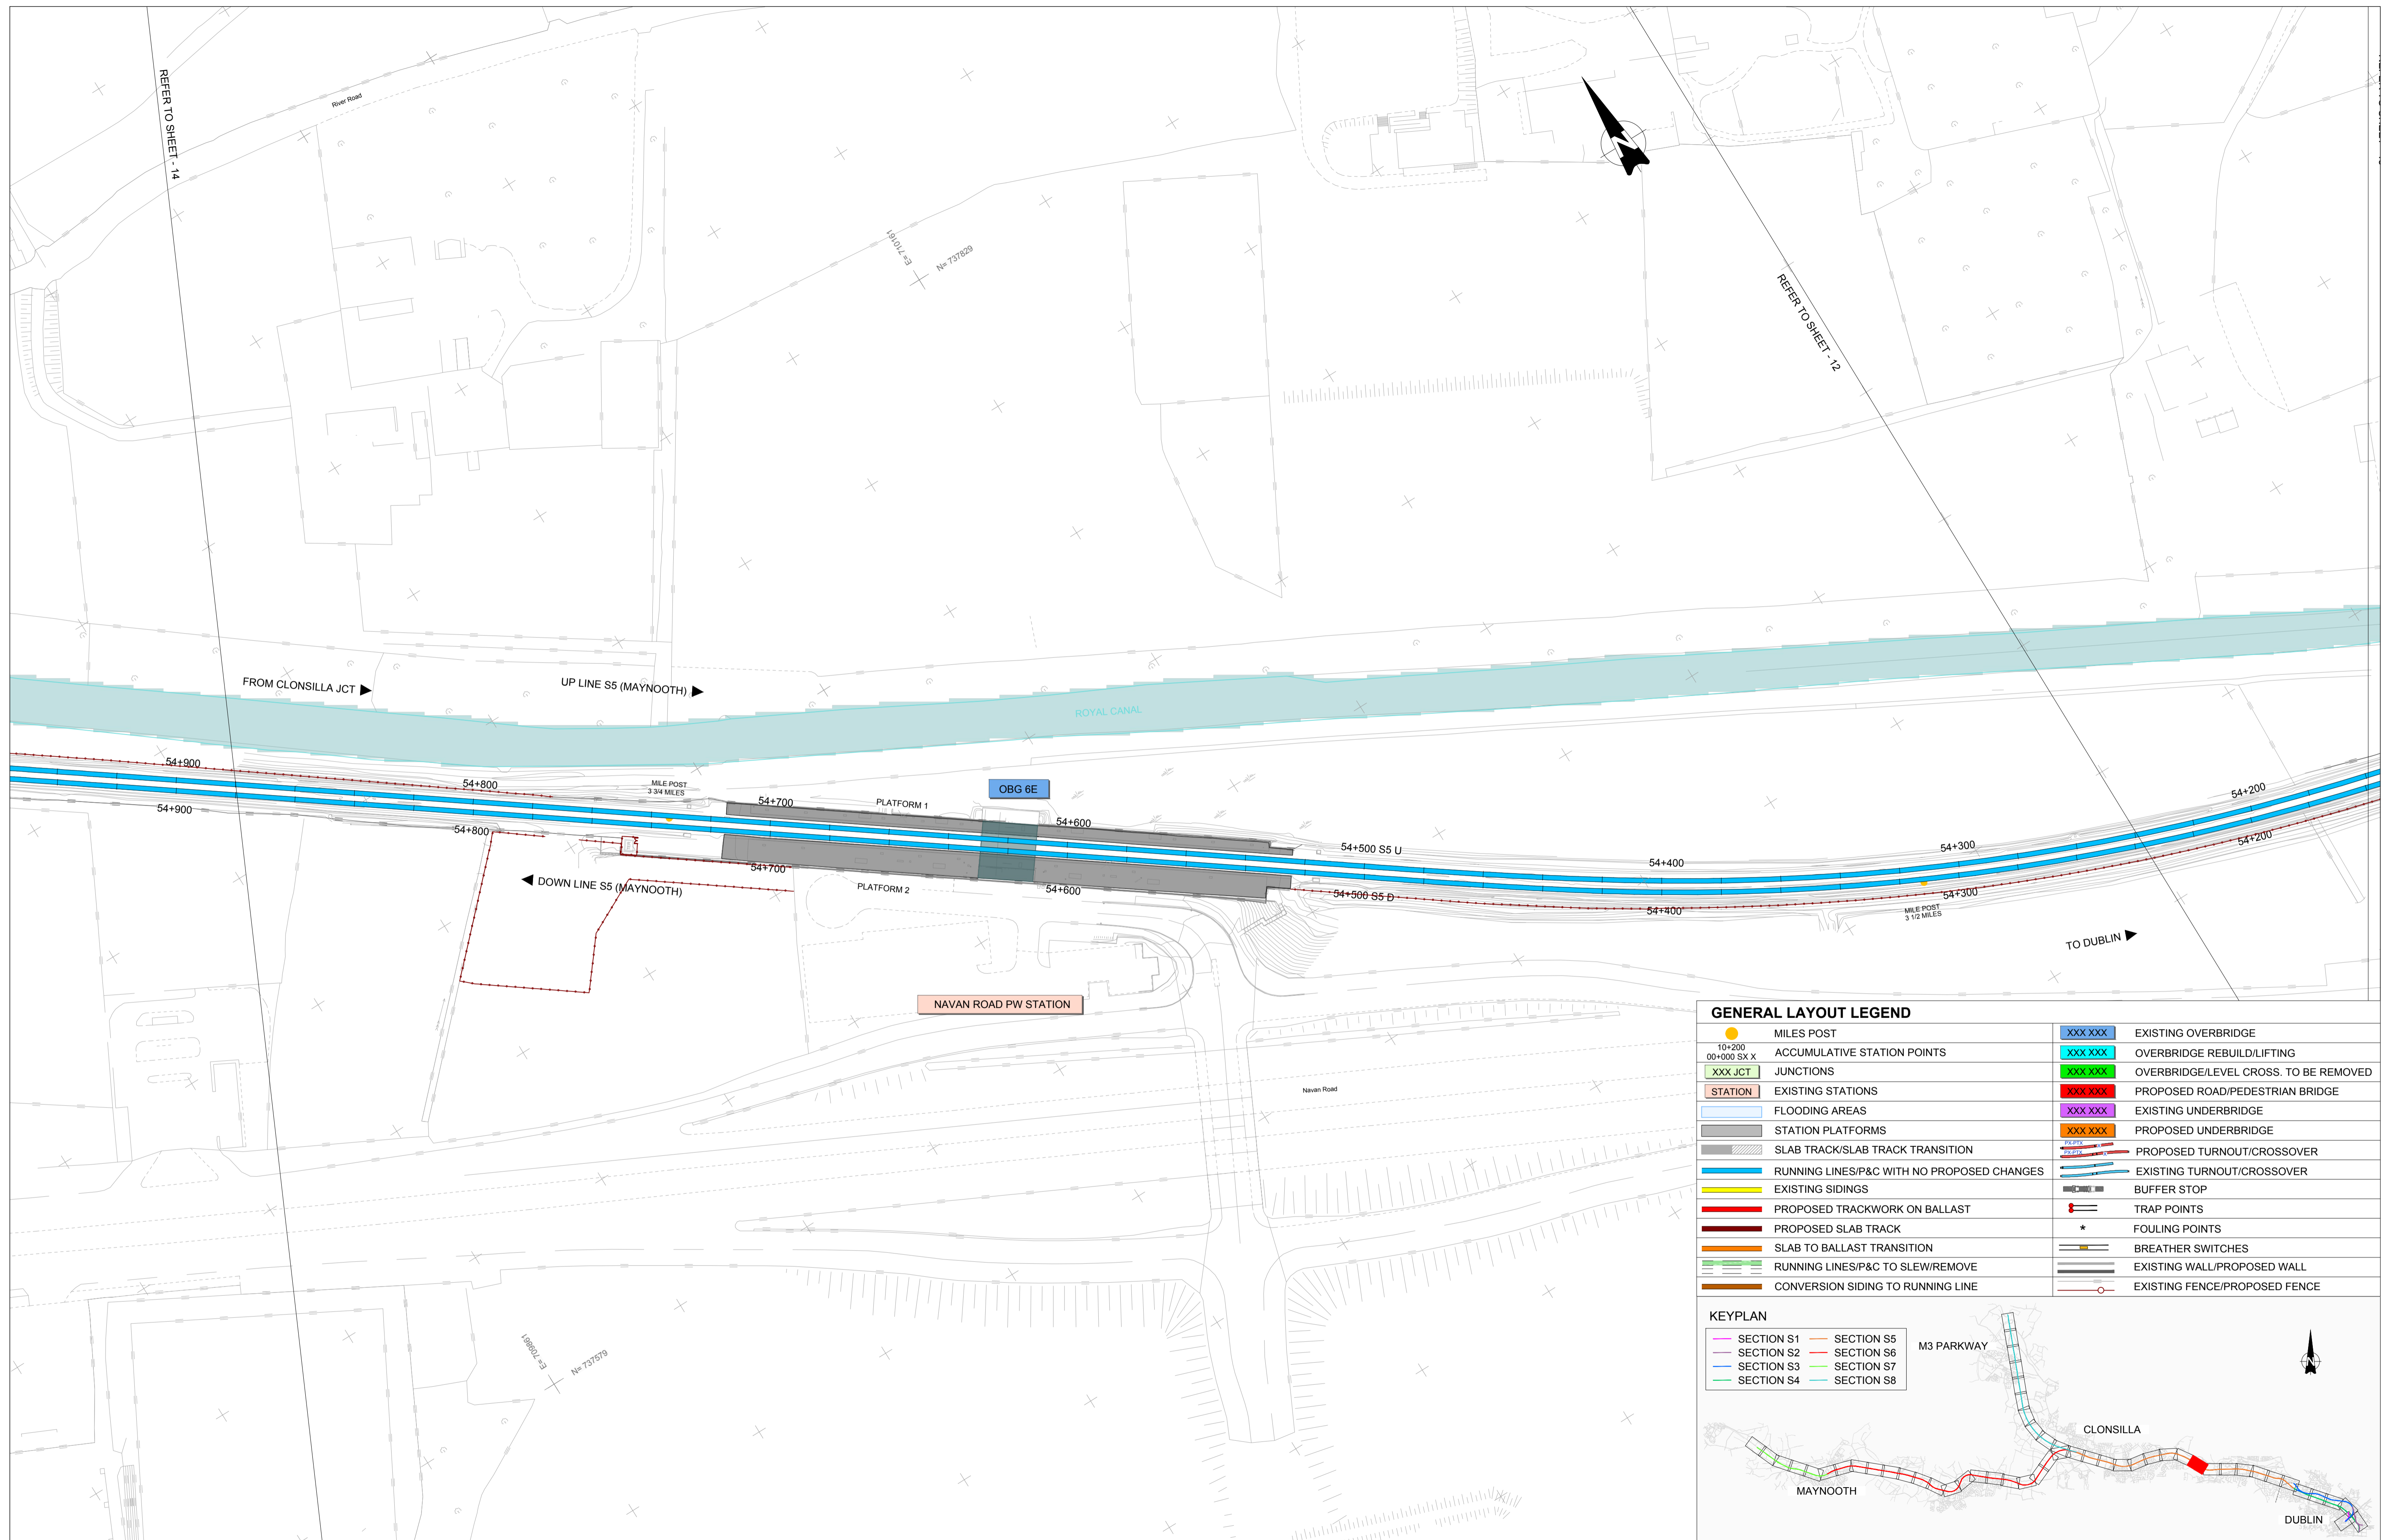 REFER TO SHEET - 14
River Road
E= 710161
N= 737829
REFER TO SHEET - 12
FROM CLONSILLA JCT
UP LINE S5 (MAYNOOTH)
ROYAL CANAL
54+900
54+800
MILE POST
3 3/4 MILES
54+700
PLATFORM 1
OBG 6E
54+600
54+500 S5 U
54+400
54+300
54+200
54+900
54+800
54+700
DOWN LINE S5 (MAYNOOTH)
PLATFORM 2
54+600
54+500 S5 D
54+400
54+300
54+200
MILE POST
3 1/2 MILES
TO DUBLIN
NAVAN ROAD PW STATION
Navan Road
E= 709861
N= 737579
GENERAL LAYOUT LEGEND
MILES POST
10+200
00+000 SX X
ACCUMULATIVE STATION POINTS
XXX JCT
JUNCTIONS
STATION
EXISTING STATIONS
FLOODING AREAS
STATION PLATFORMS
SLAB TRACK/SLAB TRACK TRANSITION
RUNNING LINES/P&C WITH NO PROPOSED CHANGES
EXISTING SIDINGS
PROPOSED TRACKWORK ON BALLAST
PROPOSED SLAB TRACK
SLAB TO BALLAST TRANSITION
RUNNING LINES/P&C TO SLEW/REMOVE
CONVERSION SIDING TO RUNNING LINE
XXX XXX
EXISTING OVERBRIDGE
XXX XXX
OVERBRIDGE REBUILD/LIFTING
XXX XXX
OVERBRIDGE/LEVEL CROSS. TO BE REMOVED
XXX XXX
PROPOSED ROAD/PEDESTRIAN BRIDGE
XXX XXX
EXISTING UNDERBRIDGE
XXX XXX
PROPOSED UNDERBRIDGE
PX-PTX
PX-PTX
PROPOSED TURNOUT/CROSSOVER
EXISTING TURNOUT/CROSSOVER
BUFFER STOP
TRAP POINTS
*
FOULING POINTS
BREATHER SWITCHES
EXISTING WALL/PROPOSED WALL
EXISTING FENCE/PROPOSED FENCE
KEYPLAN
SECTION S1
SECTION S2
SECTION S3
SECTION S4
SECTION S5
SECTION S6
SECTION S7
SECTION S8
M3 PARKWAY
N
CLONSILLA
MAYNOOTH
DUBLIN